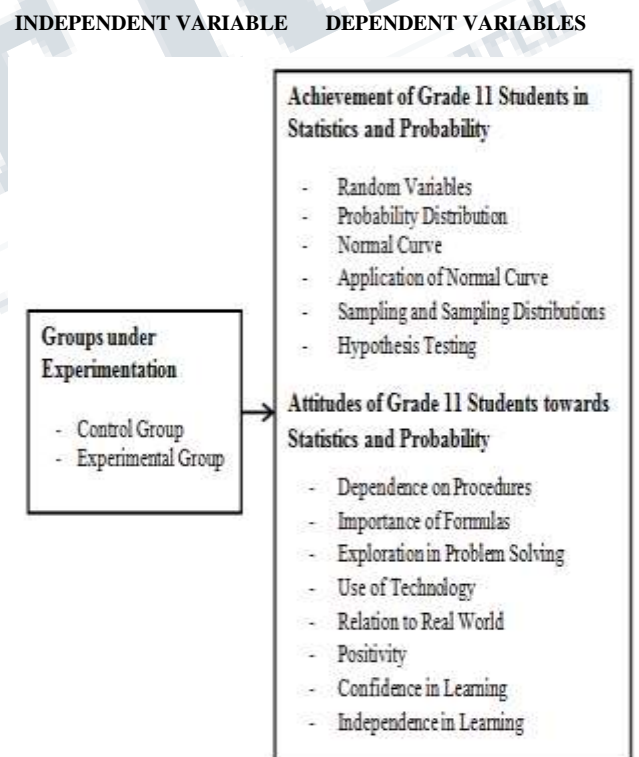 INDEPENDENT VARIABLE DEPENDENT VARIABLES
Groups under
Experimentation
- Control Group
- Experimental Group
Achievement of Grade 11 Students in
Statistics and Probability
- Random Variables
- Probability Distribution
- Normal Curve
- Application of Normal Curve
- Sampling and Sampling Distributions
- Hypothesis Testing
Attitudes of Grade 11 Students towards
Statistics and Probability
- Dependence on Procedures
- Importance of Formulas
- Exploration in Problem Solving
- Use of Technology
- Relation to Real World
- Positivity
- Confidence in Learning
- Independence in Learning